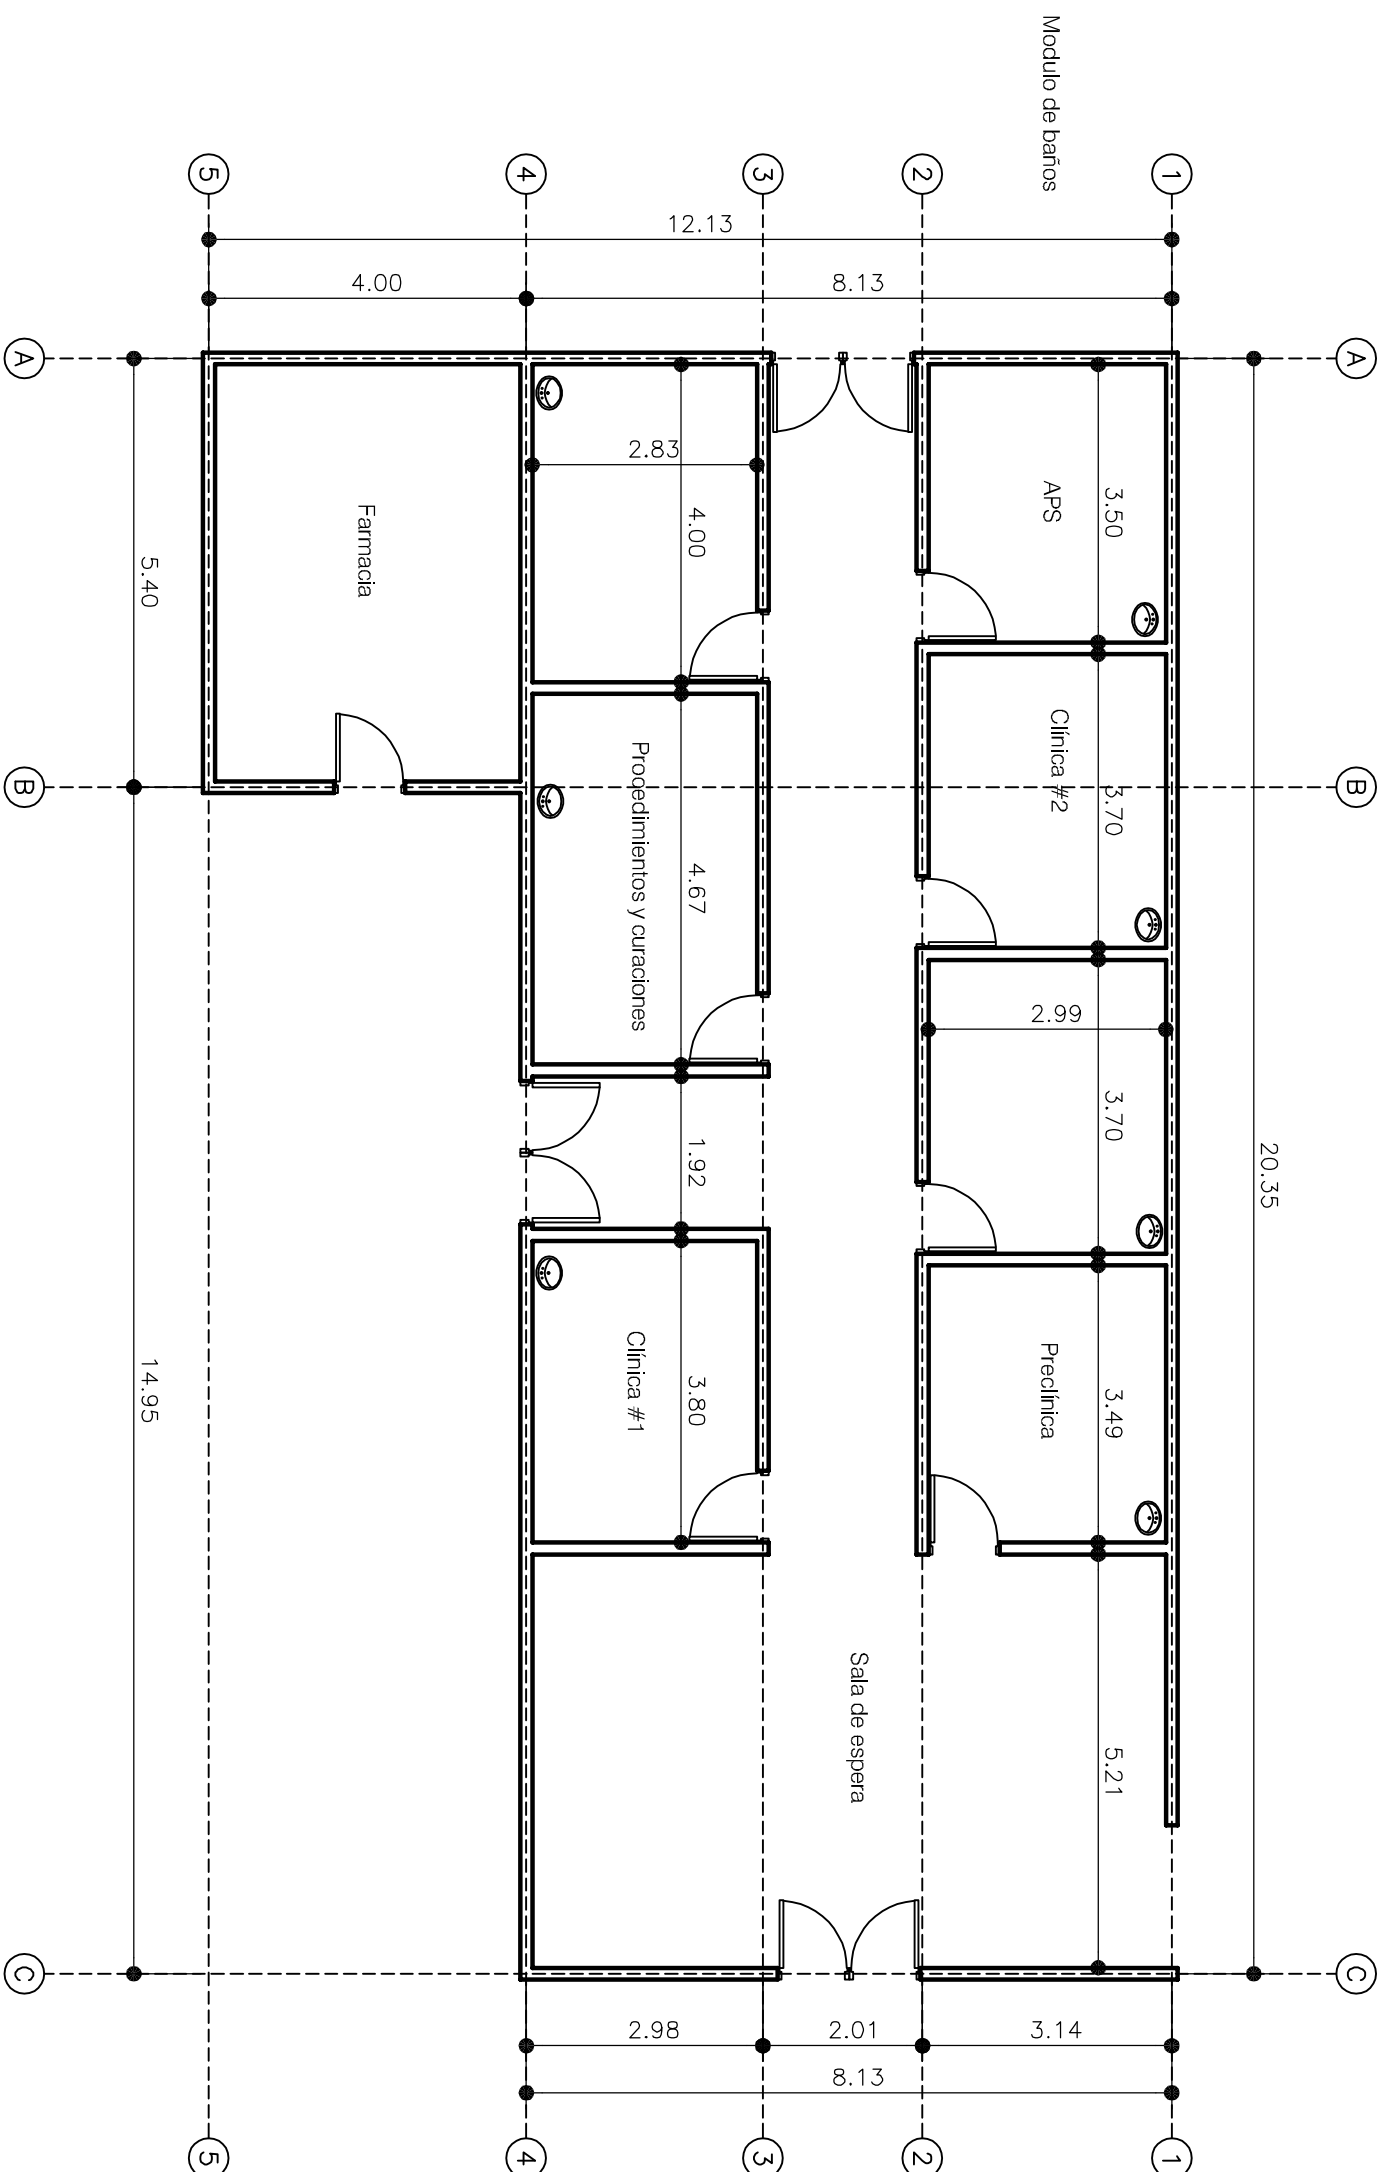 Modulo de baños
5
4
3
2
1
12.13
4.00
8.13
A
A
2.83
4.00
APS
3.50
Farmacia
5.40
Clínica #2
3.70
B
B
Procedimientos y curaciones
4.67
2.99
3.70
1.92
20.35
Clínica #1
3.80
Preclínica
3.49
14.95
Sala de espera
5.21
C
C
2.98
2.01
3.14
8.13
5
4
3
2
1